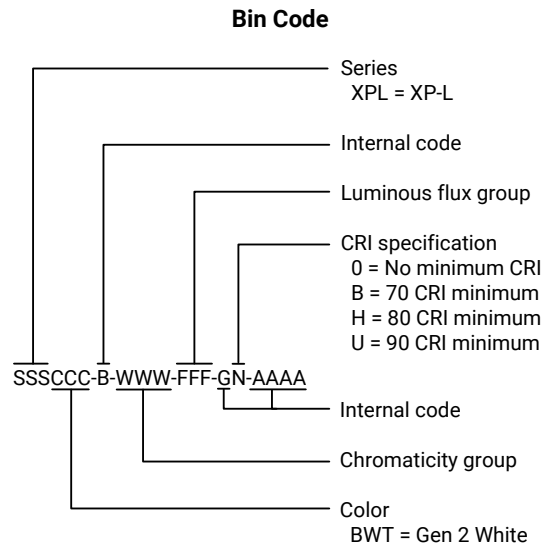 Bin Code
Series
XPL = XP-L
Internal code
Luminous flux group
CRI specification
0 = No minimum CRI
B = 70 CRI minimum
H = 80 CRI minimum
U = 90 CRI minimum
SSSCCC-B-WWW-FFF-GN-AAAA
Internal code
Chromaticity group
Color
BWT = Gen 2 White